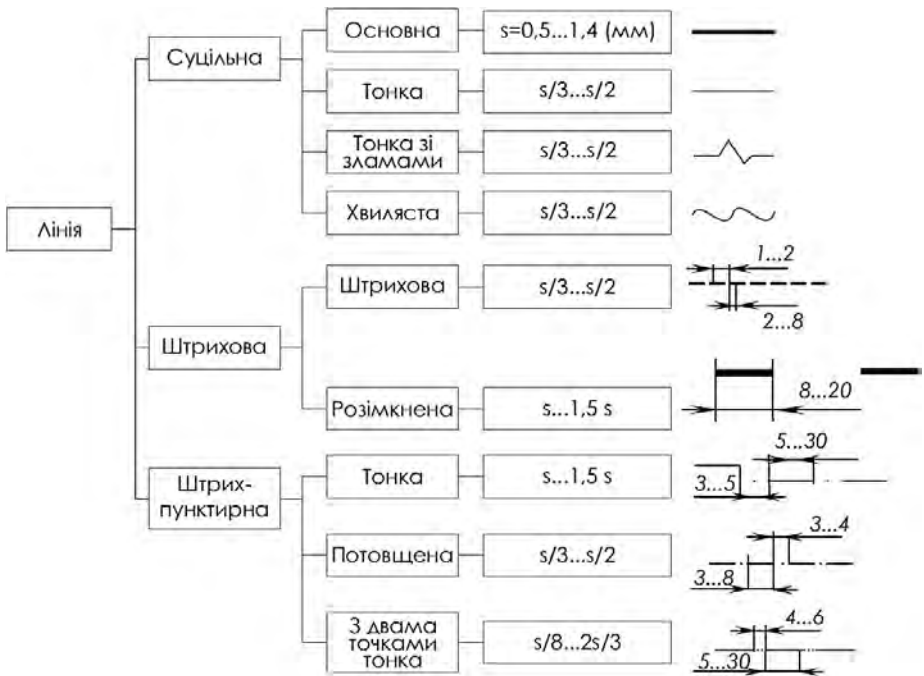 Лінія
Суцільна
Основна
s=0,5...1,4 (мм)
Тонка
s/3...s/2
Тонка зі
зламами
s/3...s/2
Хвиляста
s/3...s/2
Штрихова
Штрихова
s/3...s/2
1...2
2...8
Розімкнена
s...1,5 s
8...20
Штрих-
пунктирна
Тонка
s...1,5 s
5...30
3...5
Потовщена
s/3...s/2
3...4
3...8
З двама
точками
тонка
s/8...2s/3
4...6
5...30